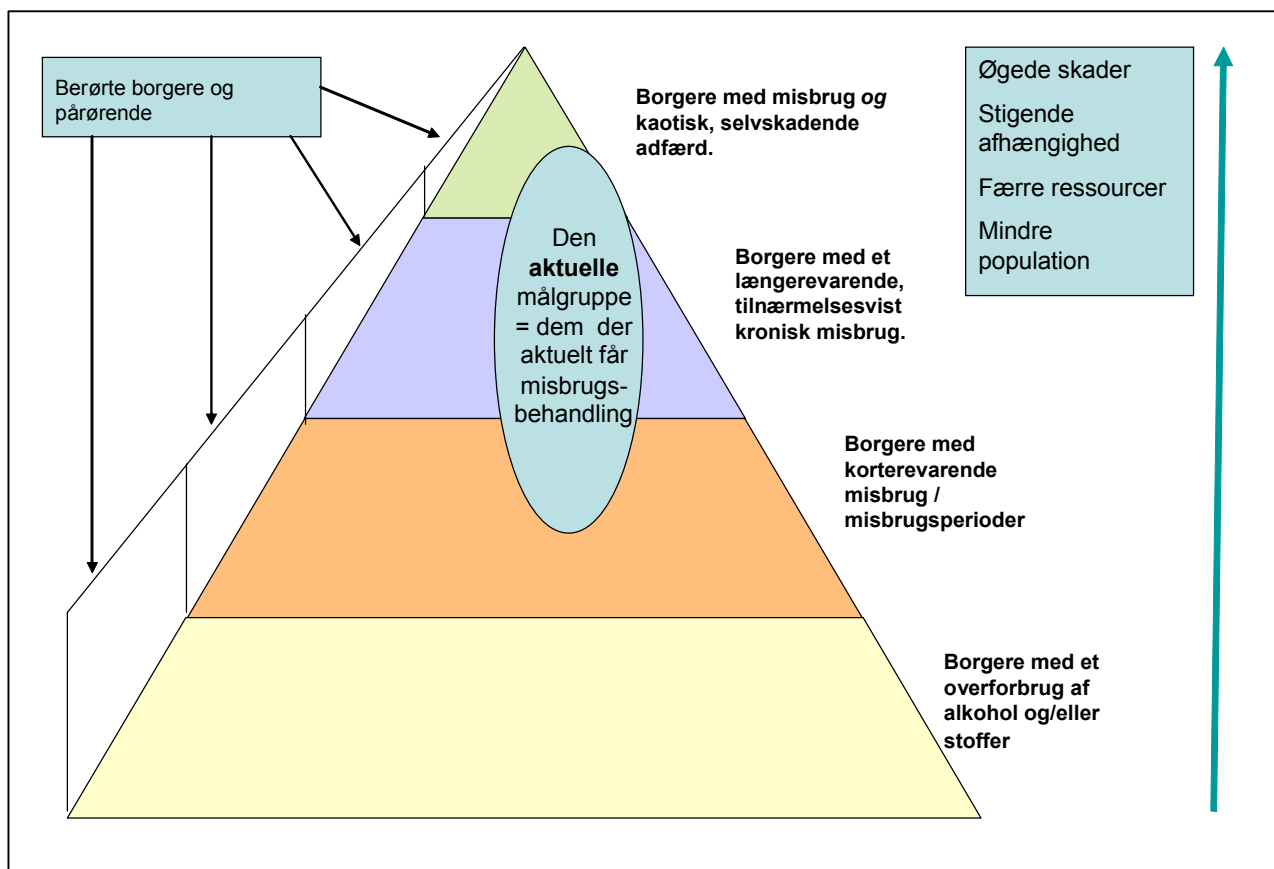 Berørte borgere og
pårørende
Borgere med misbrug og
kaotisk, selvskadende
adfærd.
Øgede skader
Stigende
afhængighed
Færre ressourcer
Mindre
population
Den
aktuelle
målgruppe
= dem der
aktuelt får
misbrugs-
behandling
Borgere med et
længerevarende,
tilnærmelsesvist
kronisk misbrug.
Borgere med
korterevarende
misbrug /
misbrugsperioder
Borgere med et
overforbrug af
alkohol og/eller
stoffer